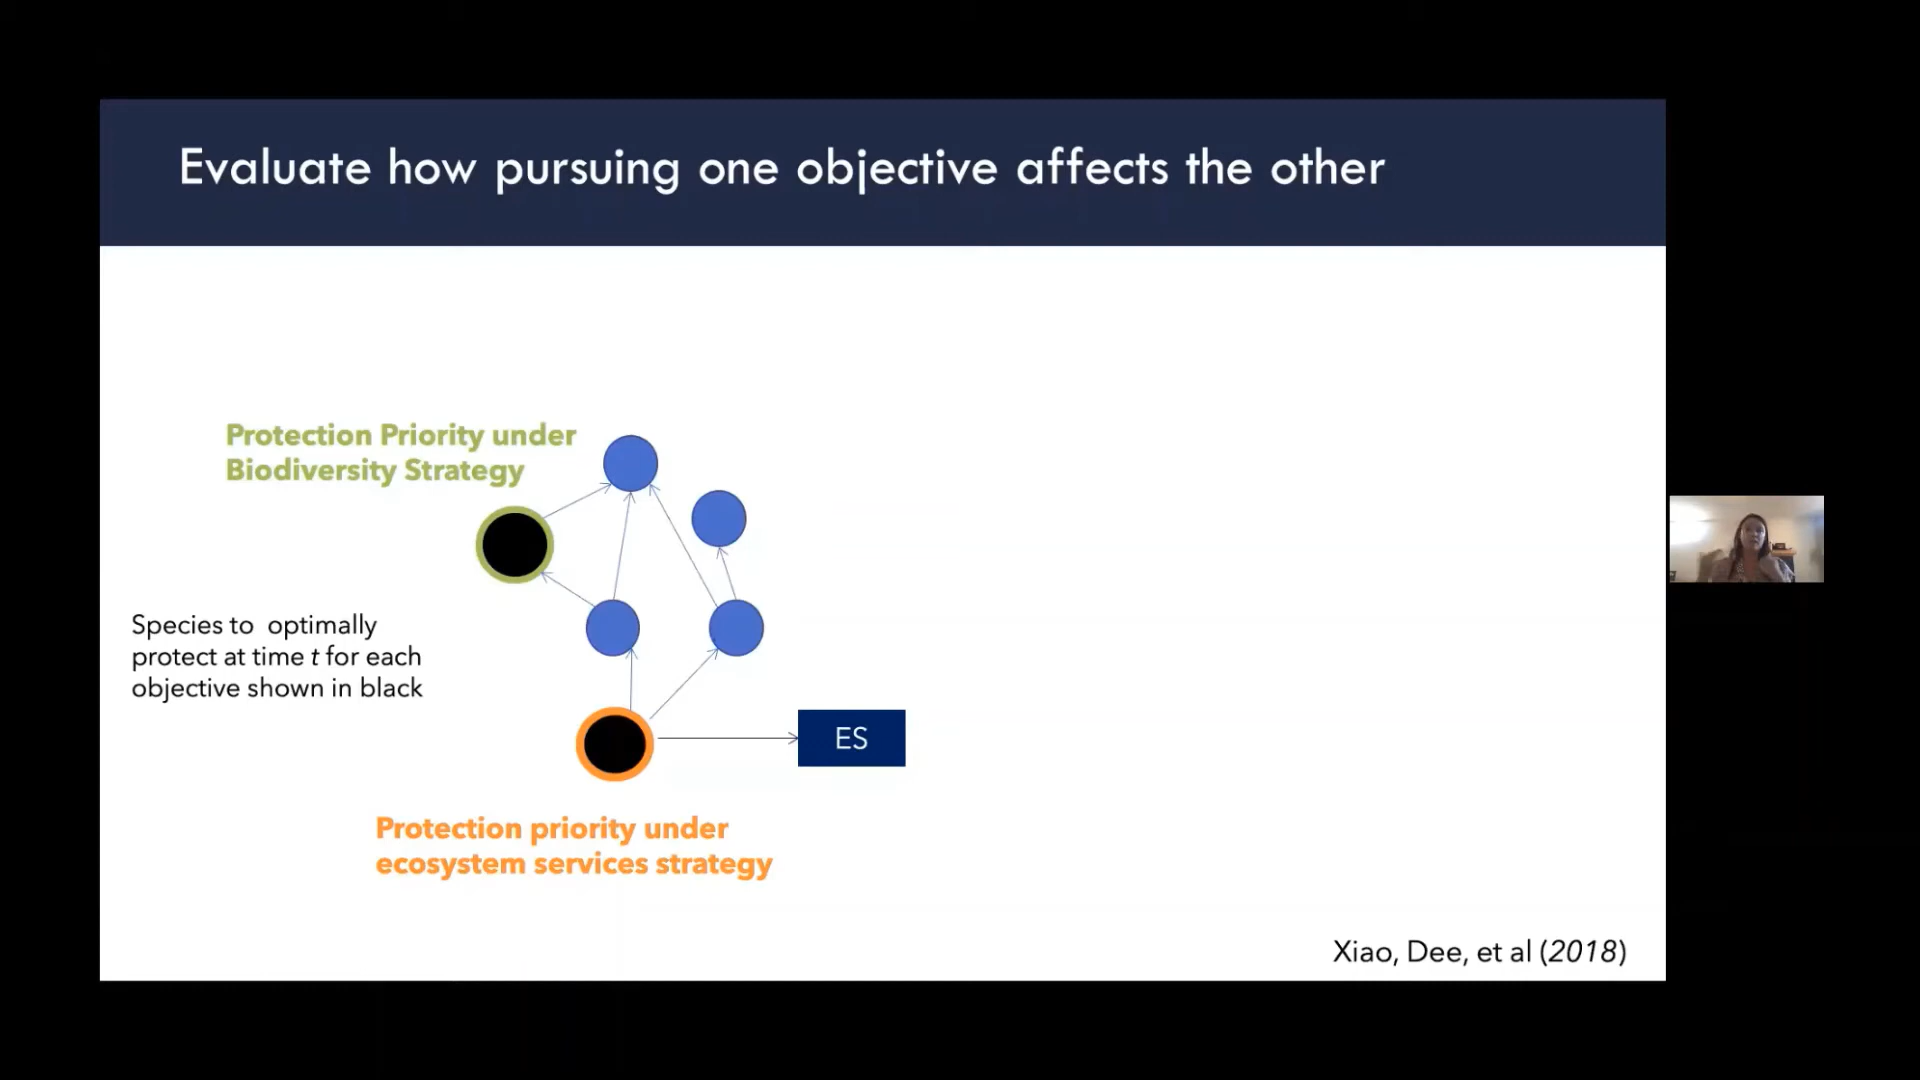 Evaluate how pursuing one objective affects the other
Protection Priority under
Biodiversity Strategy
Species to  optimally
protect at time t for each
objective shown in black
ES
Protection priority under
ecosystem services strategy
Xiao, Dee, et al (2018)